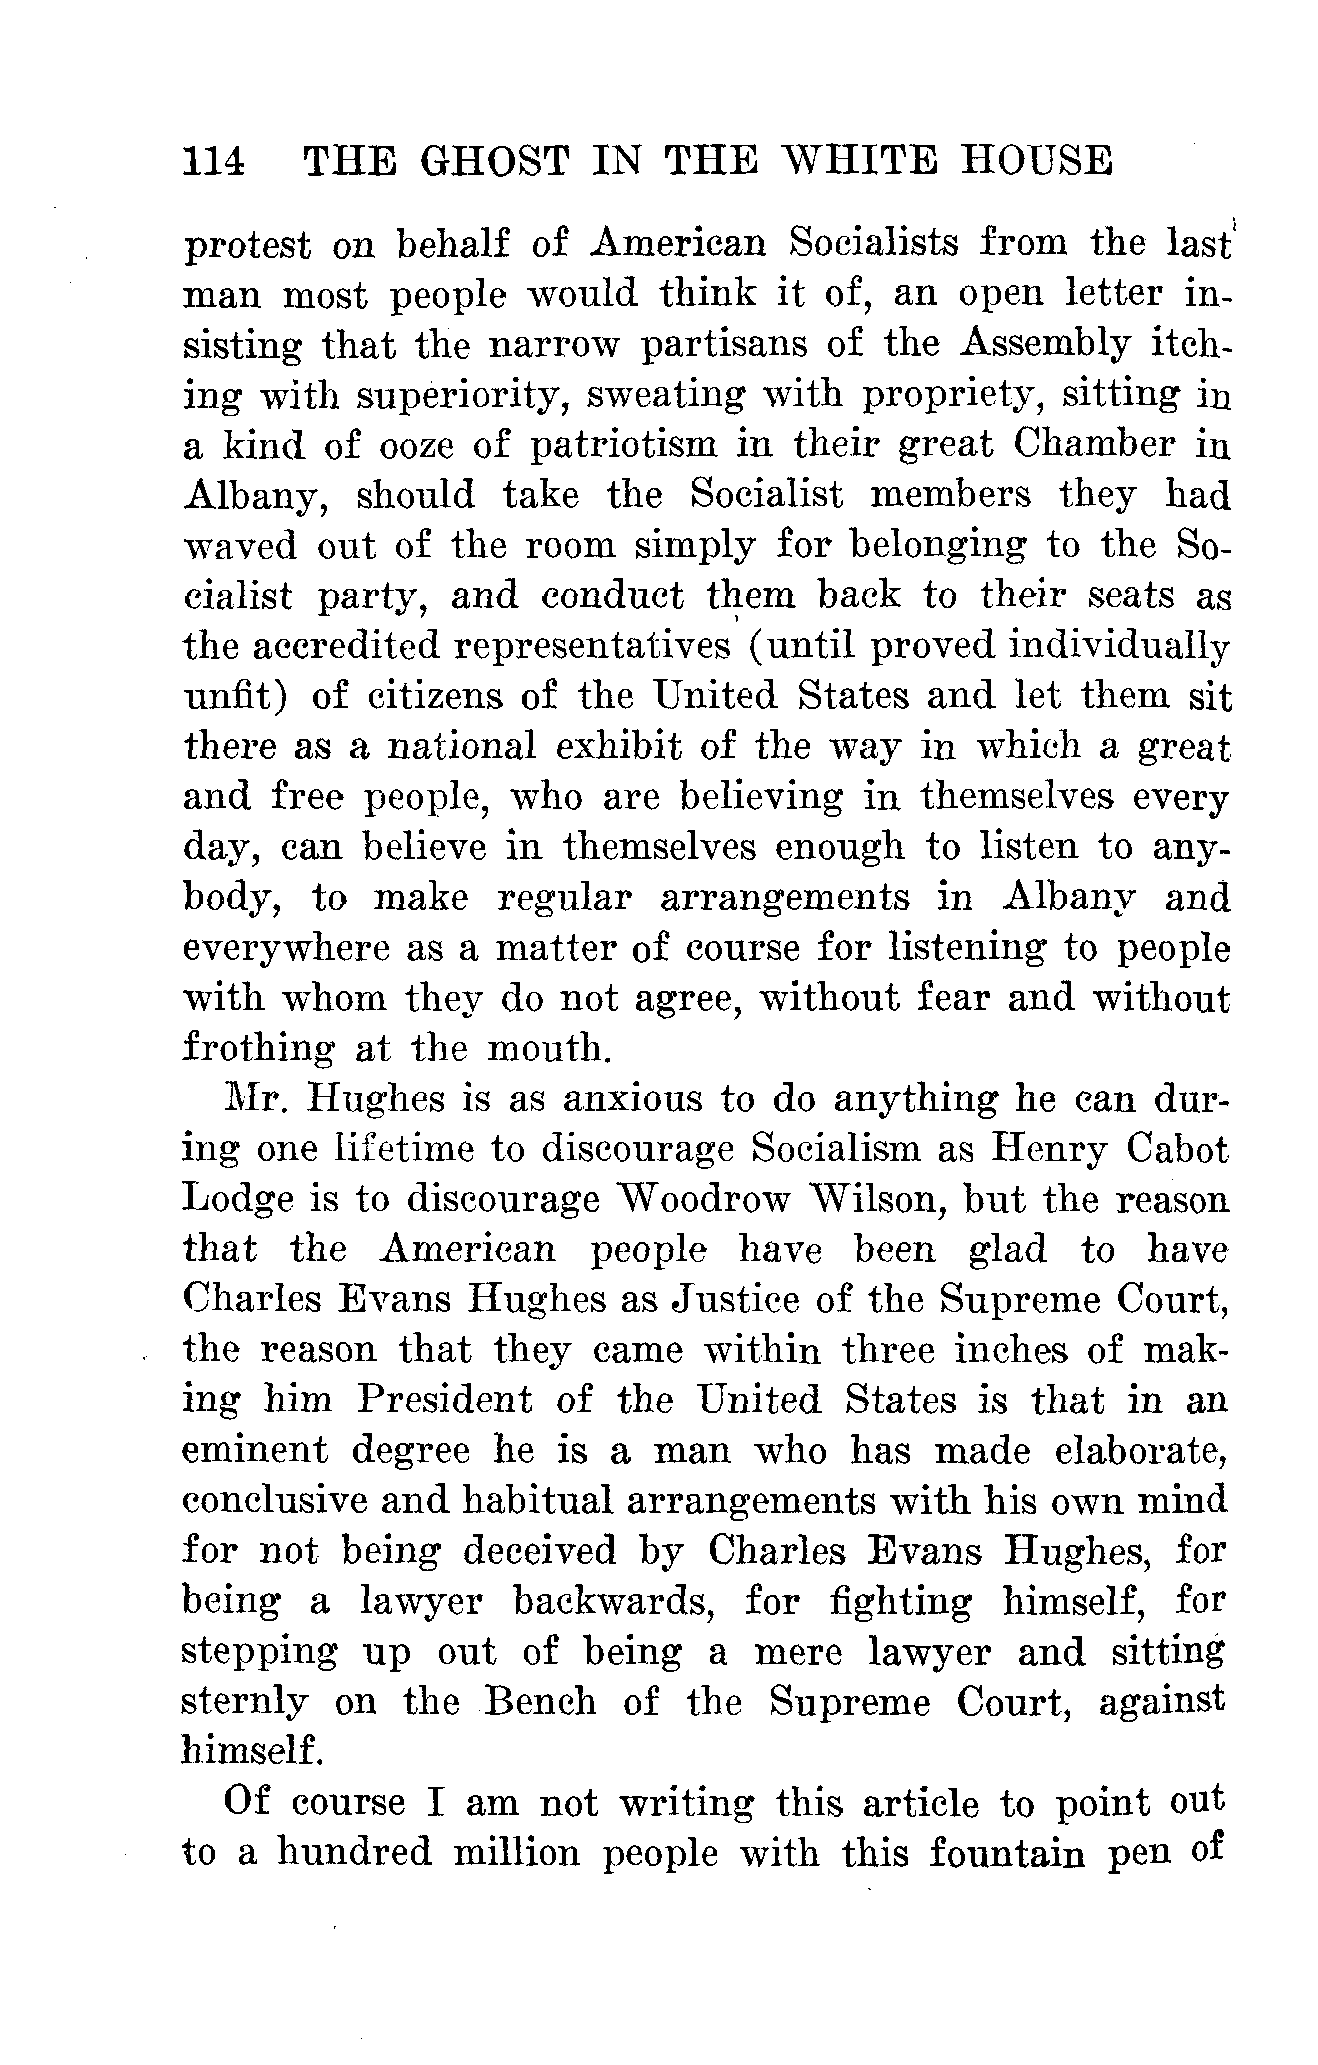 114 THE GHOST IN THE WHITE HOUSE
protest on behalf of American Socialists from the last
man most people would think it of, an open letter in-
sisting that the narrow partisans of the Assembly itch-
ing with superiority, sweating with propriety, sitting in
a kind of ooze of patriotism in their great Chamber in
Albany, should take the Socialist members they had
waved out of the room simply for belonging to the So-
cialist party, and conduct them back to their seats as
the accredited representatives (until proved individually
unfit) of citizens of the United States and let them sit
there as a national exhibit of the way in which a great
and free people, who are believing in themselves every
day, can believe in themselves enough to listen to any-
body, to make regular arrangements in Albany and
everywhere as a matter of course for listening to people
with whom they do not agree, without fear and without
frothing at the mouth.
Mr. Hughes is as anxious to do anything he can dur-
ing one lifetime to discourage Socialism as Henry Cabot
Lodge is to discourage Woodrow Wilson, but the reason
that the American people have been glad to have
Charles Evans Hughes as Justice of the Supreme Court,
the reason that they came within three inches of mak-
ing him President of the United States is that in an
eminent degree he is a man who has made elaborate,
conclusive and habitual arrangements with his own mind
for not being deceived by Charles Evans Hughes, for
being a lawyer backwards, for fighting himself, for
stepping up out of being a mere lawyer and sitting
sternly on the Bench of the Supreme Court, against
himself.
Of course I am not writing this article to point out
to a hundred million people with this fountain pen of